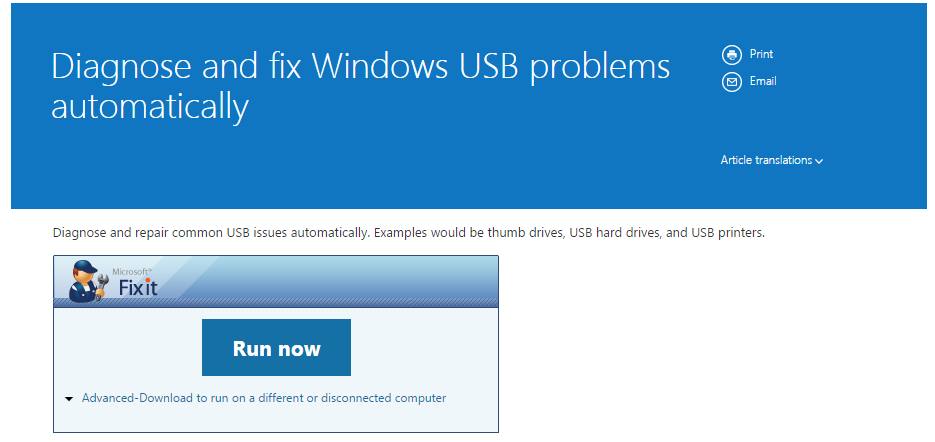 Diagnose and fix Windows USB problems
automatically
Print
Email
Article translations
Diagnose and repair common USB issues automatically. Examples would be thumb drives, USB hard drives, and USB printers.
Microsoft™
Fix it
Run now
Advanced-Download to run on a different or disconnected computer